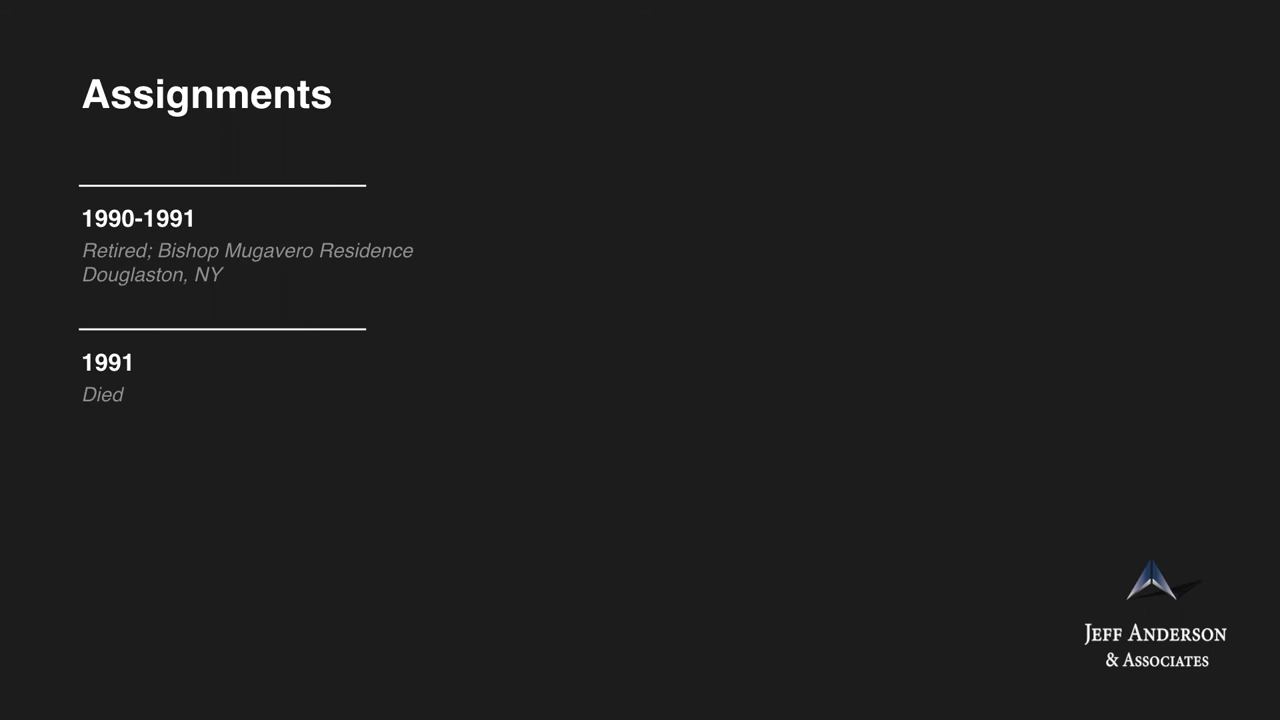 Assignments
1990-1991
Retired; Bishop Mugavero Residence
Douglaston, NY
1991
Died
JEFF ANDERSON
& ASSOCIATES